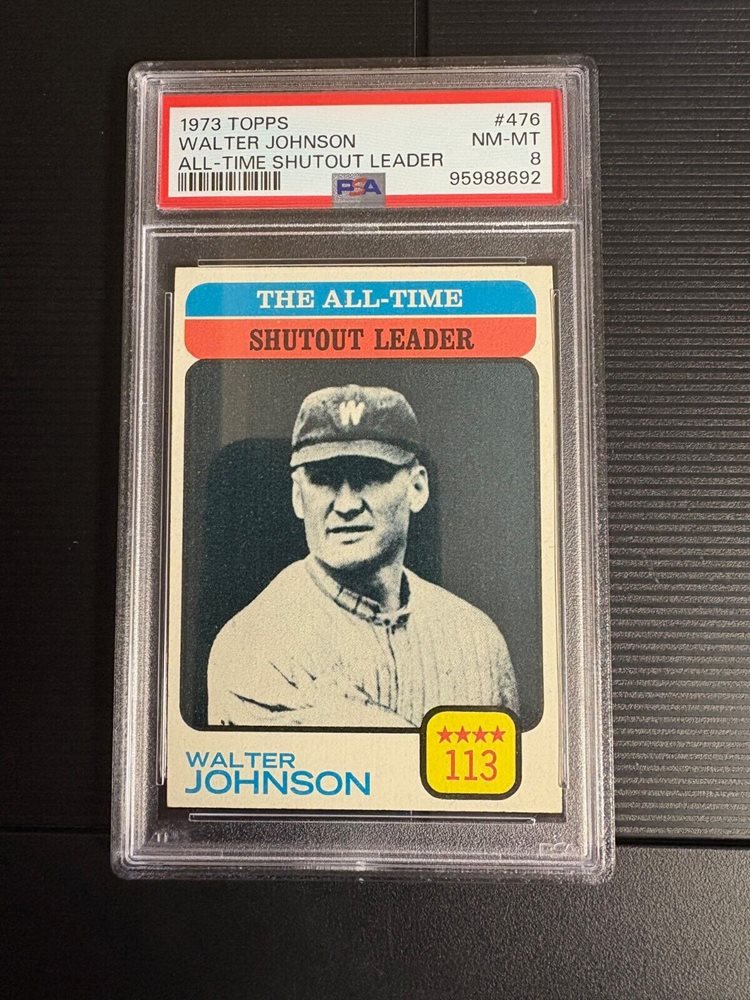 1973 TOPPS #476
WALTER JOHNSON NM-MT
ALL-TIME SHUTOUT LEADER 8
PSA 95988692
THE ALL-TIME
SHUTOUT LEADER
W
WALTER
JOHNSON
★★★★
113